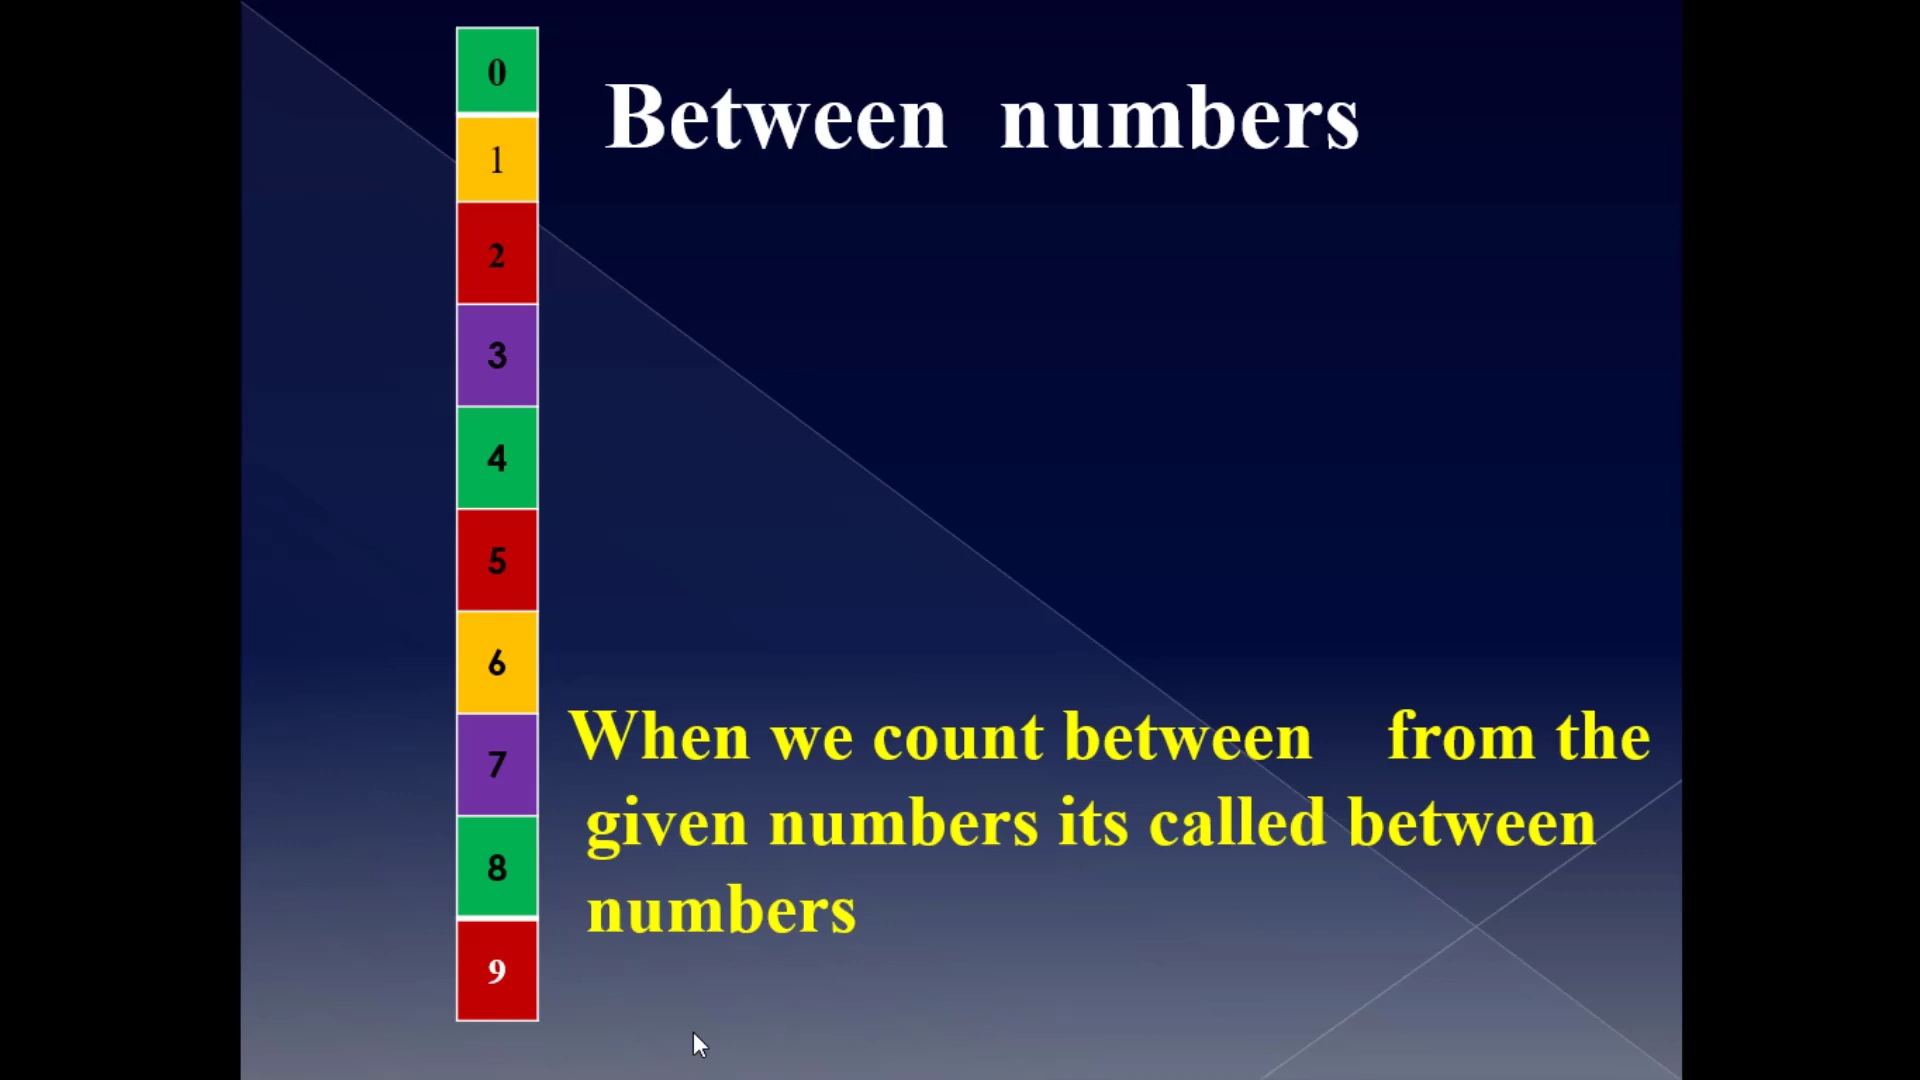 0
1
2
3
4
5
6
7
8
9
Between numbers
When we count between from the
given numbers its called between
numbers